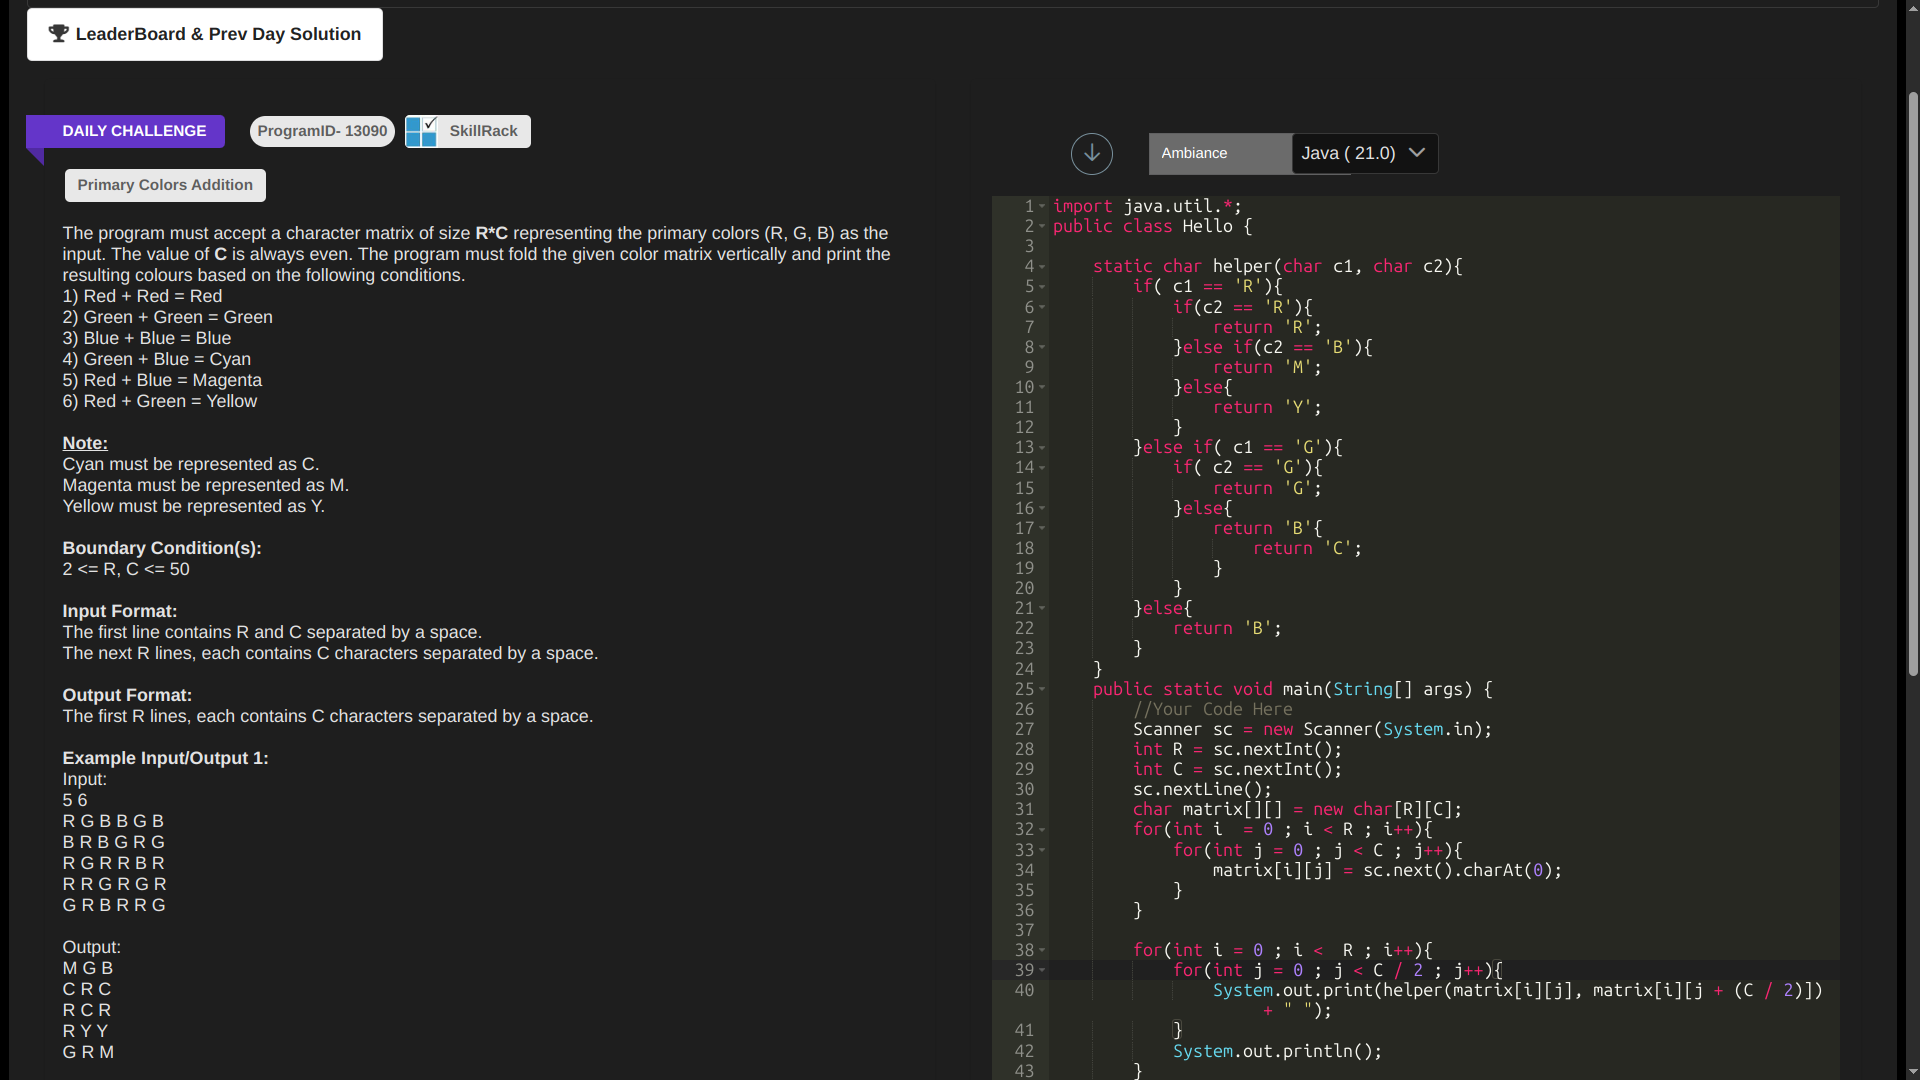 LeaderBoard & Prev Day Solution
DAILY CHALLENGE
ProgramID- 13090
SkillRack
Primary Colors Addition
The program must accept a character matrix of size R*C representing the primary colors (R, G, B) as the
input. The value of C is always even. The program must fold the given color matrix vertically and print the
resulting colours based on the following conditions.
1) Red + Red = Red
2) Green + Green = Green
3) Blue + Blue = Blue
4) Green + Blue = Cyan
5) Red + Blue = Magenta
6) Red + Green = Yellow
Note:
Cyan must be represented as C.
Magenta must be represented as M.
Yellow must be represented as Y.
Boundary Condition(s):
2 <= R, C <= 50
Input Format:
The first line contains R and C separated by a space.
The next R lines, each contains C characters separated by a space.
Output Format:
The first R lines, each contains C characters separated by a space.
Example Input/Output 1:
Input:
5 6
R G B B G B
B R B G R G
R G R R B R
R R G R G R
G R B R R G
Output:
M G B
C R C
R C R
R Y Y
G R M
Ambiance
Java ( 21.0)
1 import java.util.*;
2 public class Hello {
3
4     static char helper(char c1, char c2){
5         if( c1 == 'R'){
6             if(c2 == 'R'){
7                 return 'R';
8             }else if(c2 == 'B'){
9                 return 'M';
10             }else{
11                 return 'Y';
12             }
13         }else if( c1 == 'G'){
14             if( c2 == 'G'){
15                 return 'G';
16             }else{
17                 return 'B'{
18                     return 'C';
19                 }
20             }
21         }else{
22             return 'B';
23         }
24     }
25     public static void main(String[] args) {
26         //Your Code Here
27         Scanner sc = new Scanner(System.in);
28         int R = sc.nextInt();
29         int C = sc.nextInt();
30         sc.nextLine();
31         char matrix[][] = new char[R][C];
32         for(int i  = 0 ; i < R ; i++){
33             for(int j = 0 ; j < C ; j++){
34                 matrix[i][j] = sc.next().charAt(0);
35             }
36         }
37
38         for(int i = 0 ; i <  R ; i++){
39             for(int j = 0 ; j < C / 2 ; j++){
40                 System.out.print(helper(matrix[i][j], matrix[i][j + (C / 2)])
+ " ");
41             }
42             System.out.println();
43         }